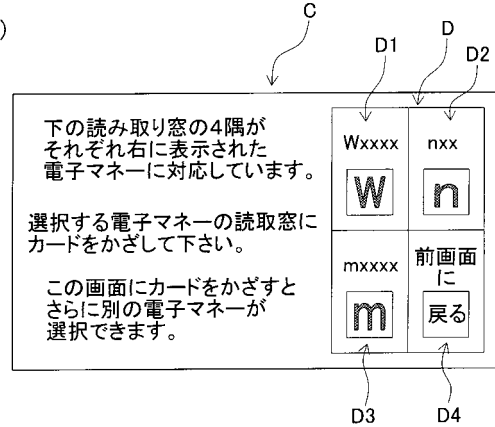 )
C
D
D1
D2
下の読み取り窓の4隅が
それぞれ右に表示された
電子マネーに対応しています。
選択する電子マネーの読取窓に
カードをかざして下さい。
この画面にカードをかざすと
さらに別の電子マネーが
選択できます。
Wxxxx
W
nxx
n
mxxxx
m
前画面
に
戻る
D3
D4